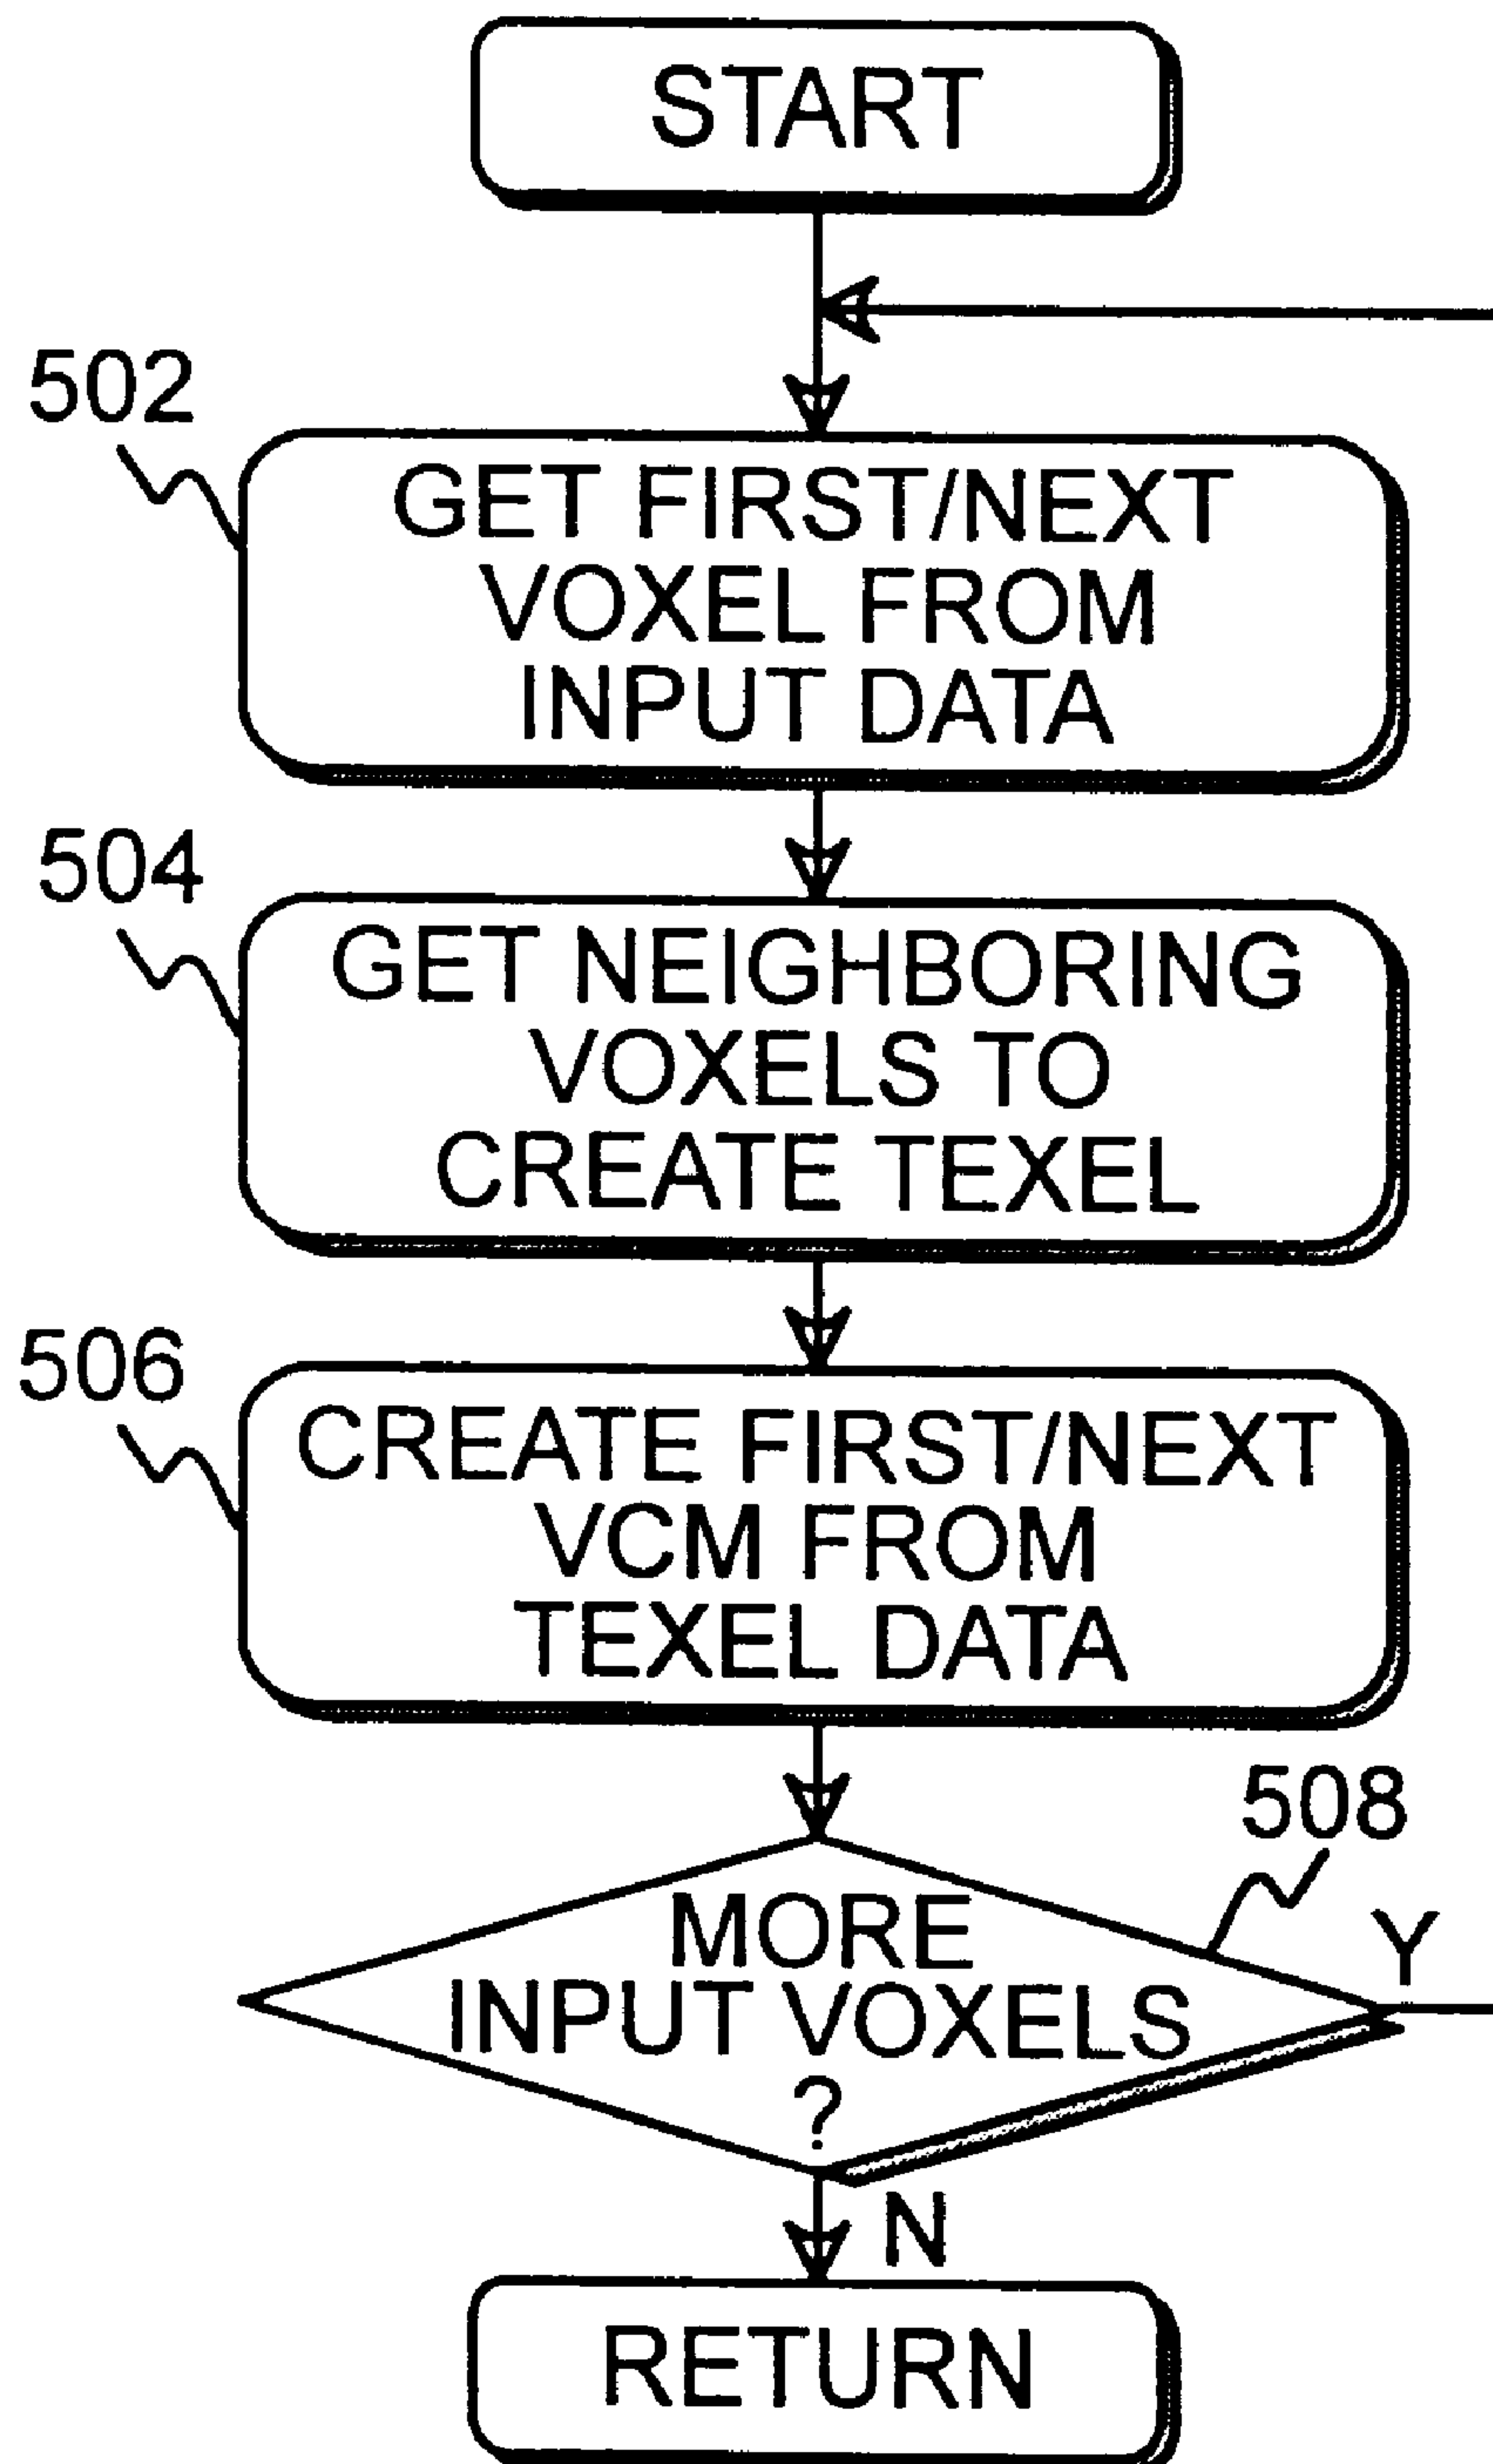 START
502
GET FIRST/NEXT
VOXEL FROM
INPUT DATA
504
GET NEIGHBORING
VOXELS TO
CREATE TEXEL
506
CREATE FIRST/NEXT
VCM FROM
TEXEL DATA
508
MORE
INPUT VOXELS
?
Y
N
RETURN